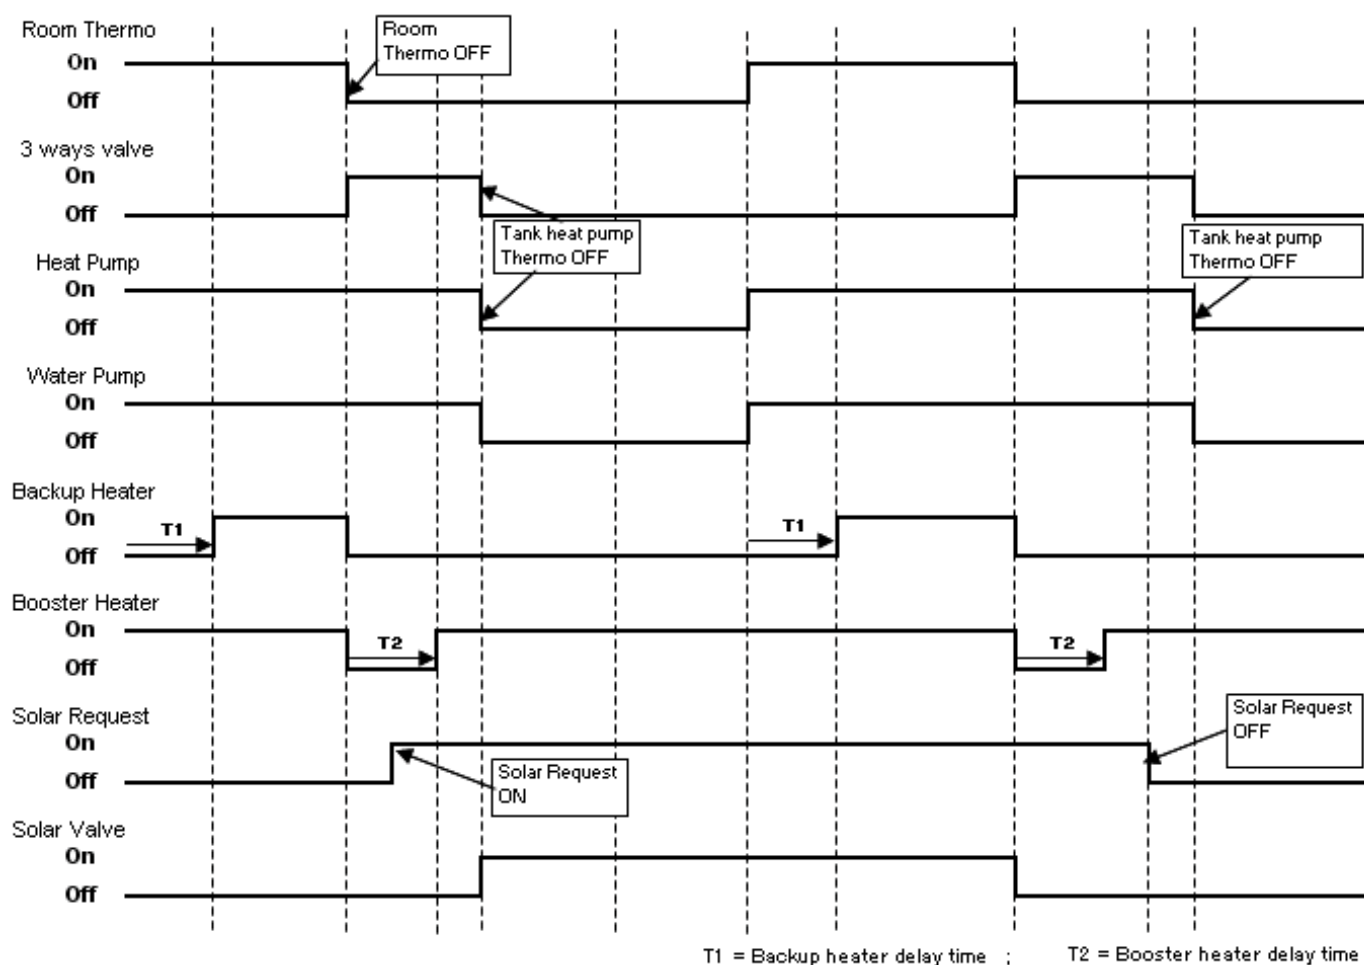 Room Thermo
On
Off
Room
Thermo OFF
3 ways valve
On
Off
Tank heat pump
Thermo OFF
Tank heat pump
Thermo OFF
Heat Pump
On
Off
Water Pump
On
Off
Backup Heater
On
Off
T1
T1
Booster Heater
On
Off
T2
T2
Solar Request
On
Off
Solar Request
ON
Solar Request
OFF
Solar Valve
On
Off
T1 = Backup heater delay time ; T2 = Booster heater delay time